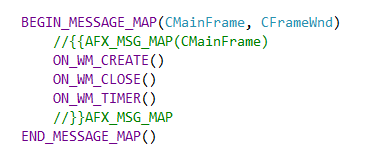 BEGIN_MESSAGE_MAP(CMainFrame, CFrameWnd)
    //{{AFX_MSG_MAP(CMainFrame)
    ON_WM_CREATE()
    ON_WM_CLOSE()
    ON_WM_TIMER()
    //}}AFX_MSG_MAP
END_MESSAGE_MAP()